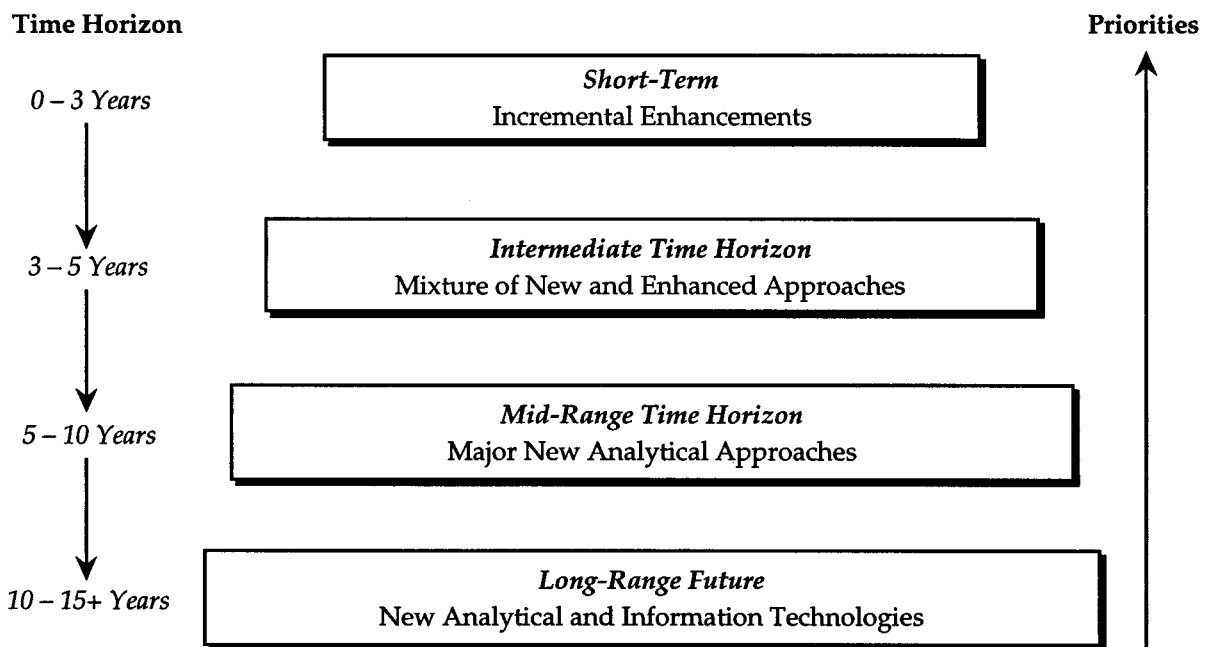 Time Horizon
Priorities
0 – 3 Years
Short-Term
Incremental Enhancements
3 – 5 Years
Intermediate Time Horizon
Mixture of New and Enhanced Approaches
5 – 10 Years
Mid-Range Time Horizon
Major New Analytical Approaches
10 – 15+ Years
Long-Range Future
New Analytical and Information Technologies